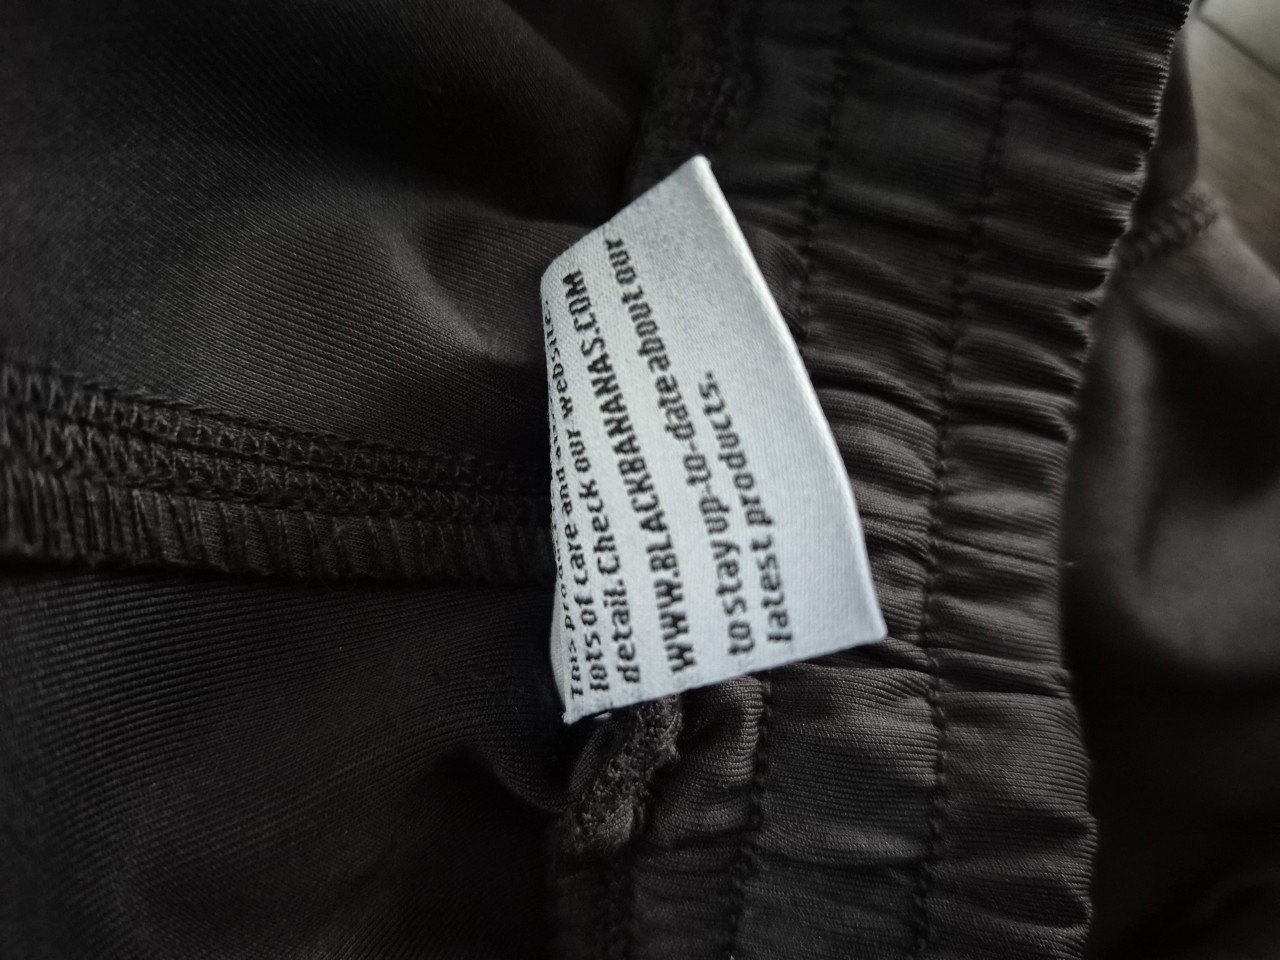 lots of care and
detail. Check our website.
WWW.BLACKBANANAS.COM
to stay up-to-date about our
latest products.